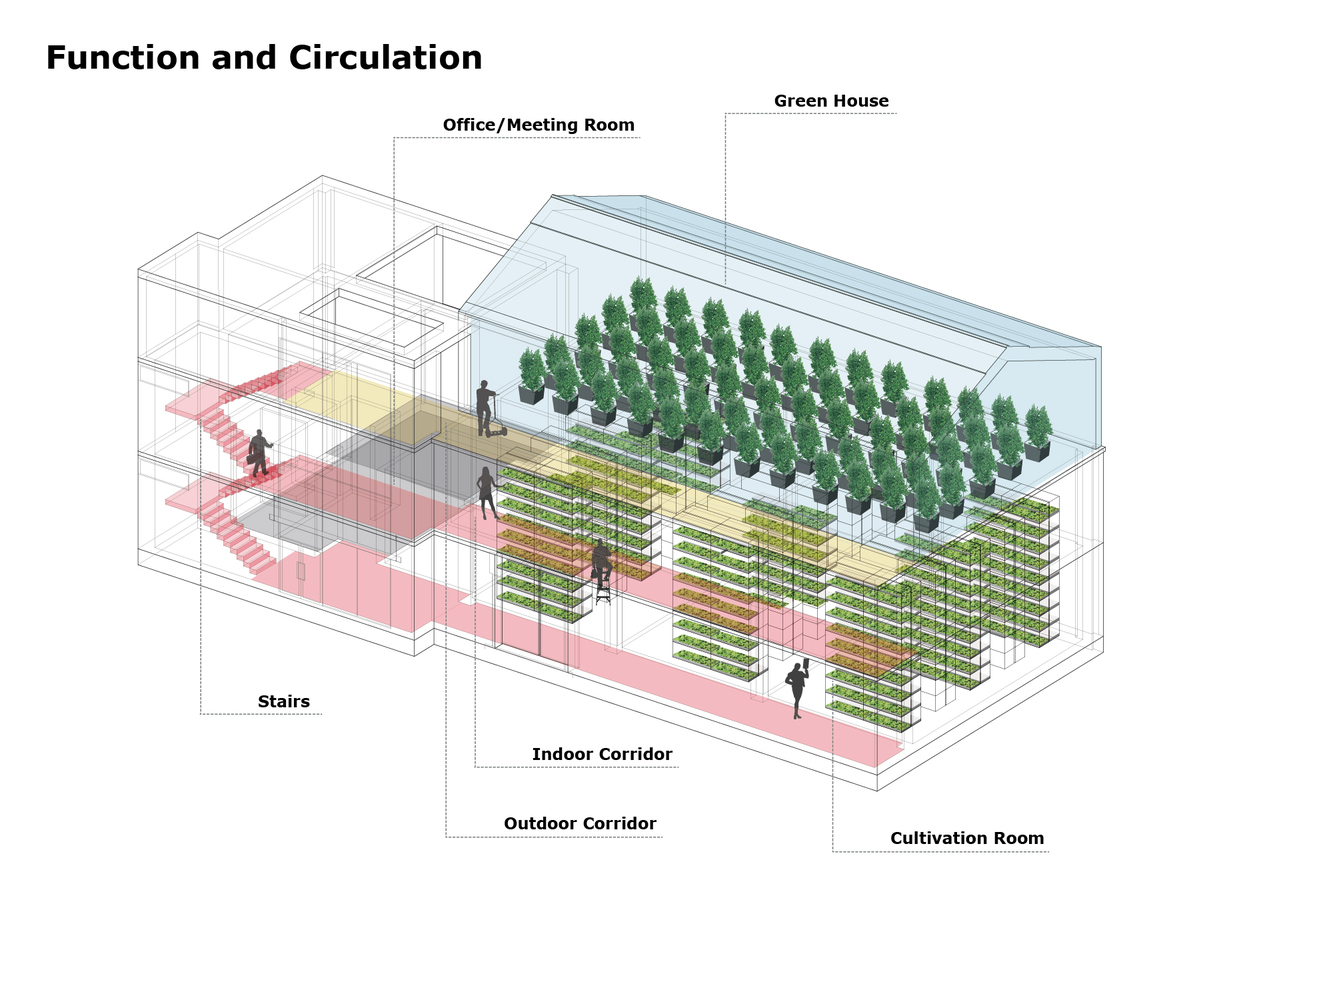 Function and Circulation
Green House
Office/Meeting Room
Stairs
Indoor Corridor
Outdoor Corridor
Cultivation Room